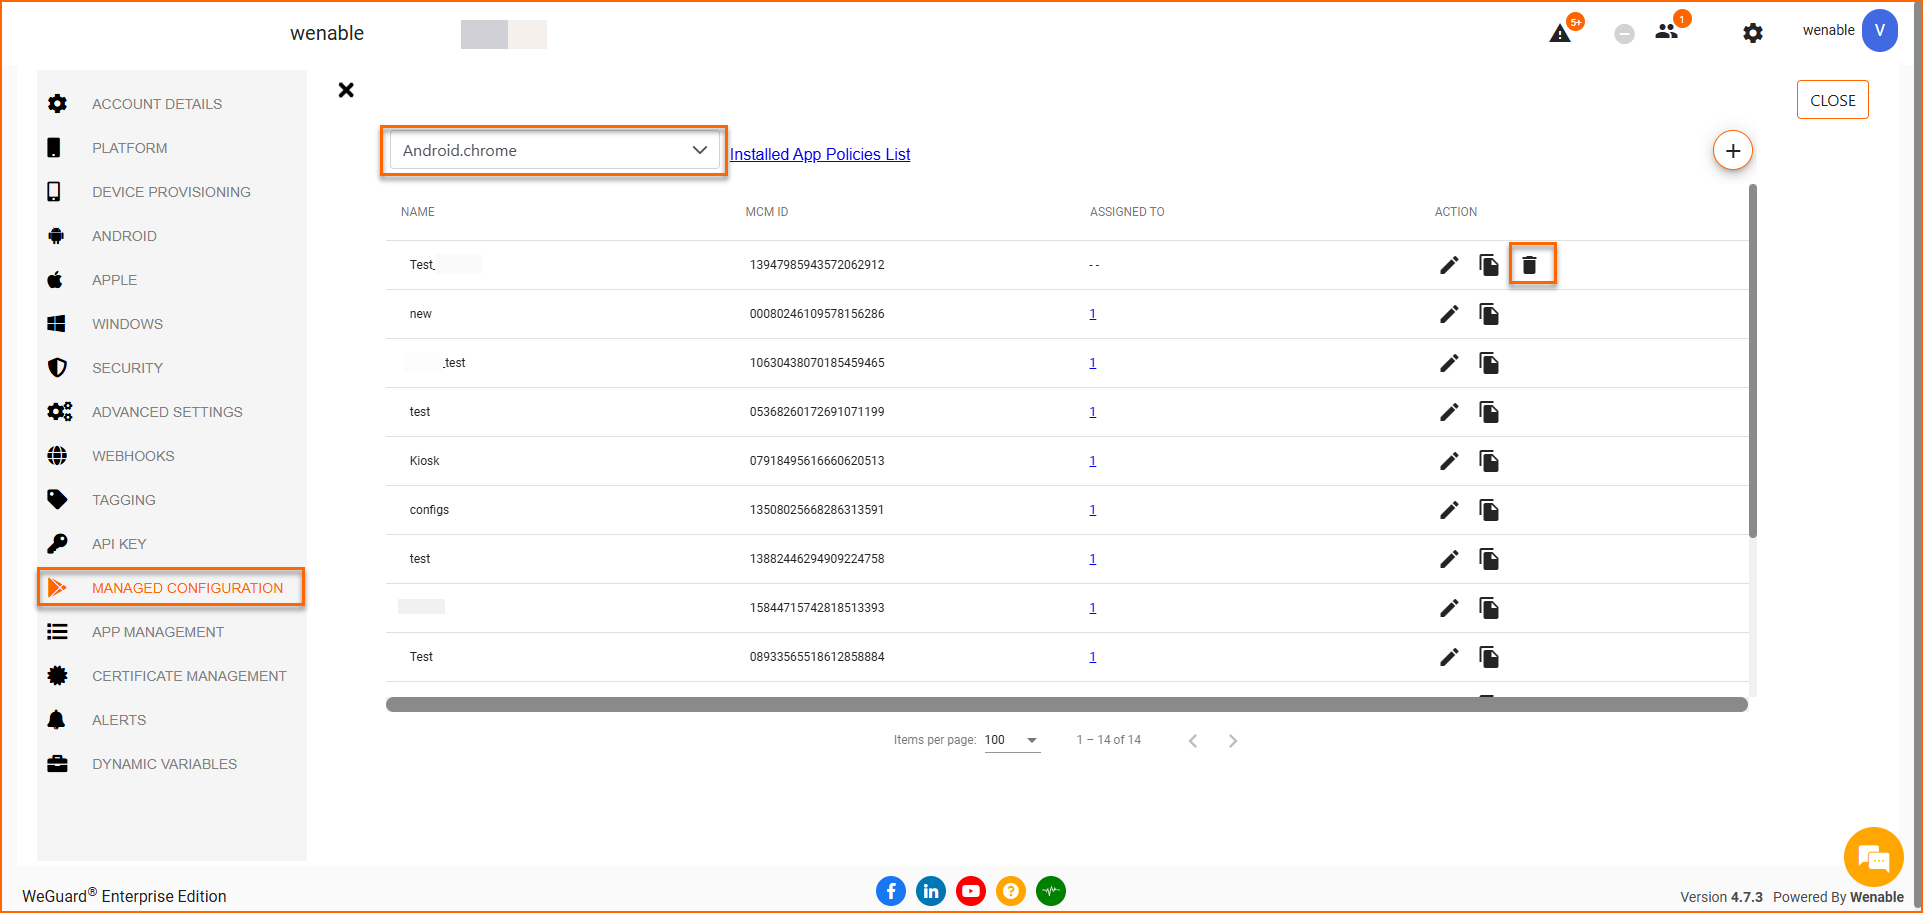 wenable
5+
1
wenable
V
ACCOUNT DETAILS
PLATFORM
DEVICE PROVISIONING
ANDROID
APPLE
WINDOWS
SECURITY
ADVANCED SETTINGS
WEBHOOKS
TAGGING
API KEY
MANAGED CONFIGURATION
APP MANAGEMENT
CERTIFICATE MANAGEMENT
ALERTS
DYNAMIC VARIABLES
CLOSE
Android.chrome
Installed App Policies List
NAME MCM ID ASSIGNED TO ACTION
Test_ 13947985943572062912 --
new 00080246109578156286 1
_test 10630438070185459465 1
test 05368260172691071199 1
Kiosk 07918495616660620513 1
configs 13508025668286313591 1
test 13882446294909224758 1
15844715742818513393 1
Test 08933565518612858884 1
Items per page: 100 1 – 14 of 14
WeGuard® Enterprise Edition
Version 4.7.3 Powered By Wenable